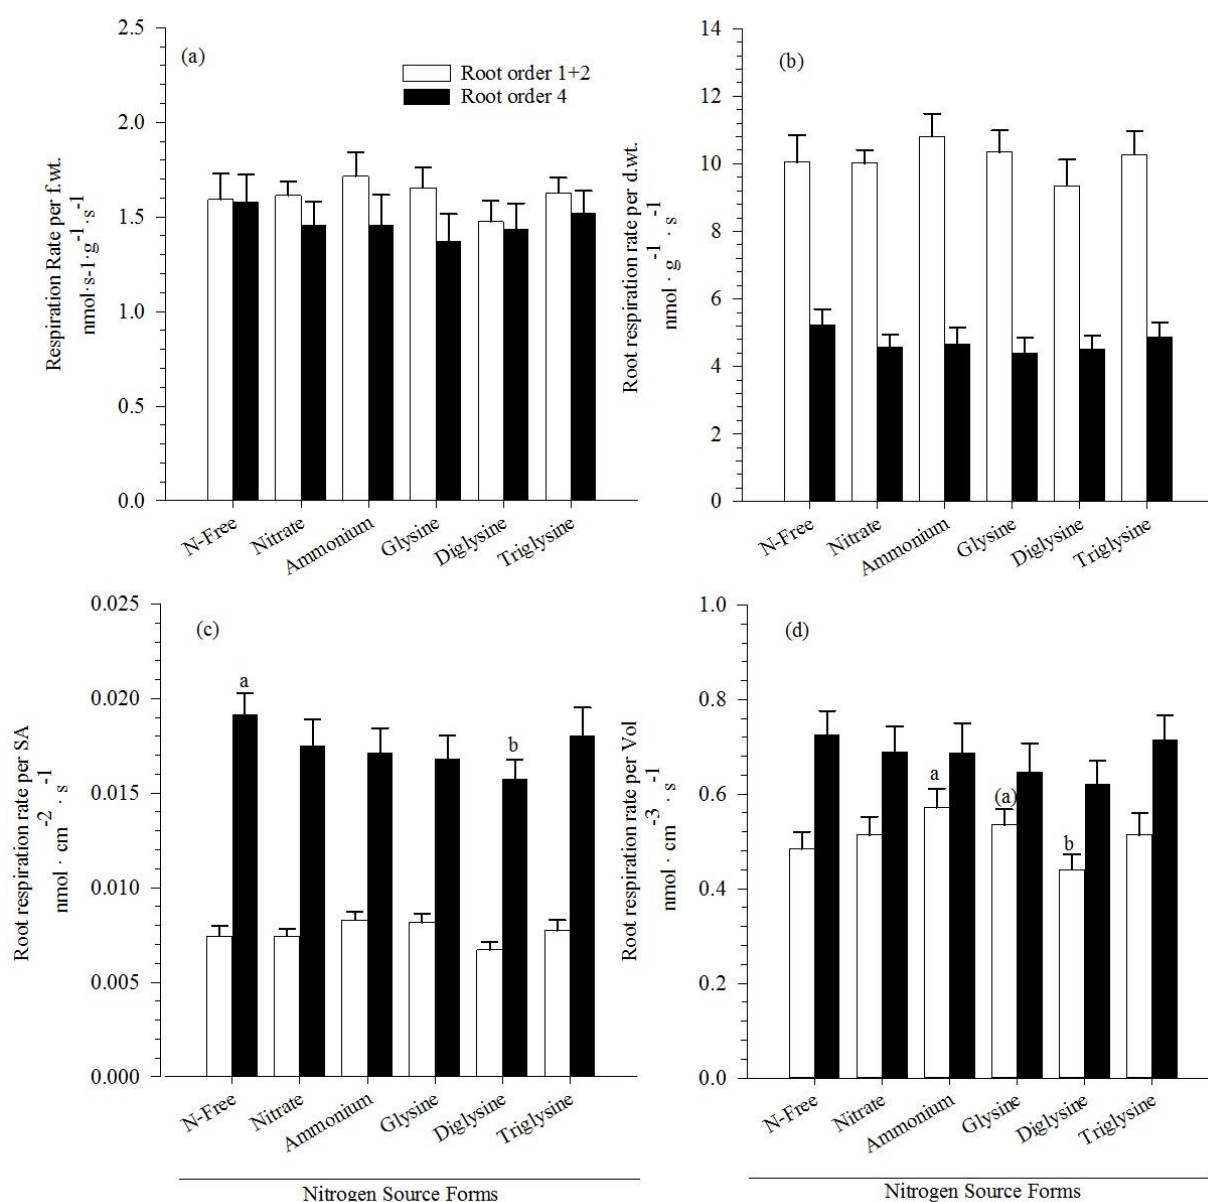 (a)
Root order 1+2
Root order 4
2.5
2.0
1.5
1.0
0.5
0.0
Respiration Rate per f.wt.
nmol·s-1·g-1·s-1
N-Free
Nitrate
Ammonium
Glysine
Diglysine
Triglysine
(b)
14
12
10
8
6
4
2
0
Root respiration rate per d.wt.
nmol · g-1 · s-1
N-Free
Nitrate
Ammonium
Glysine
Diglysine
Triglysine
(c)
0.025
0.020
0.015
0.010
0.005
0.000
Root respiration rate per SA
nmol · cm-2 · s-1
a
b
N-Free
Nitrate
Ammonium
Glysine
Diglysine
Triglysine
Nitrogen Source Forms
(d)
1.0
0.8
0.6
0.4
0.2
0.0
Root respiration rate per Vol
nmol · cm-3 · s-1
a
(a)
b
N-Free
Nitrate
Ammonium
Glysine
Diglysine
Triglysine
Nitrogen Source Forms